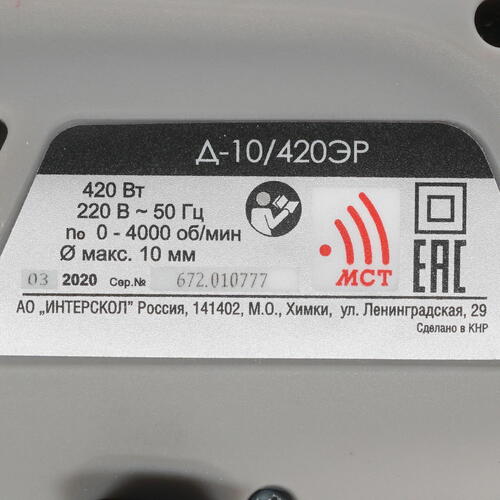 Д-10/420ЭР
420 Вт
220 В ~ 50 Гц
n₀ 0 - 4000 об/мин
Ø макс. 10 мм
МСТ
ЕАС
03 2020 Сер.№ 672.010777
АО „ИНТЕРСКОЛ" Россия, 141402, М.О., Химки, ул. Ленинградская, 29
Сделано в КНР